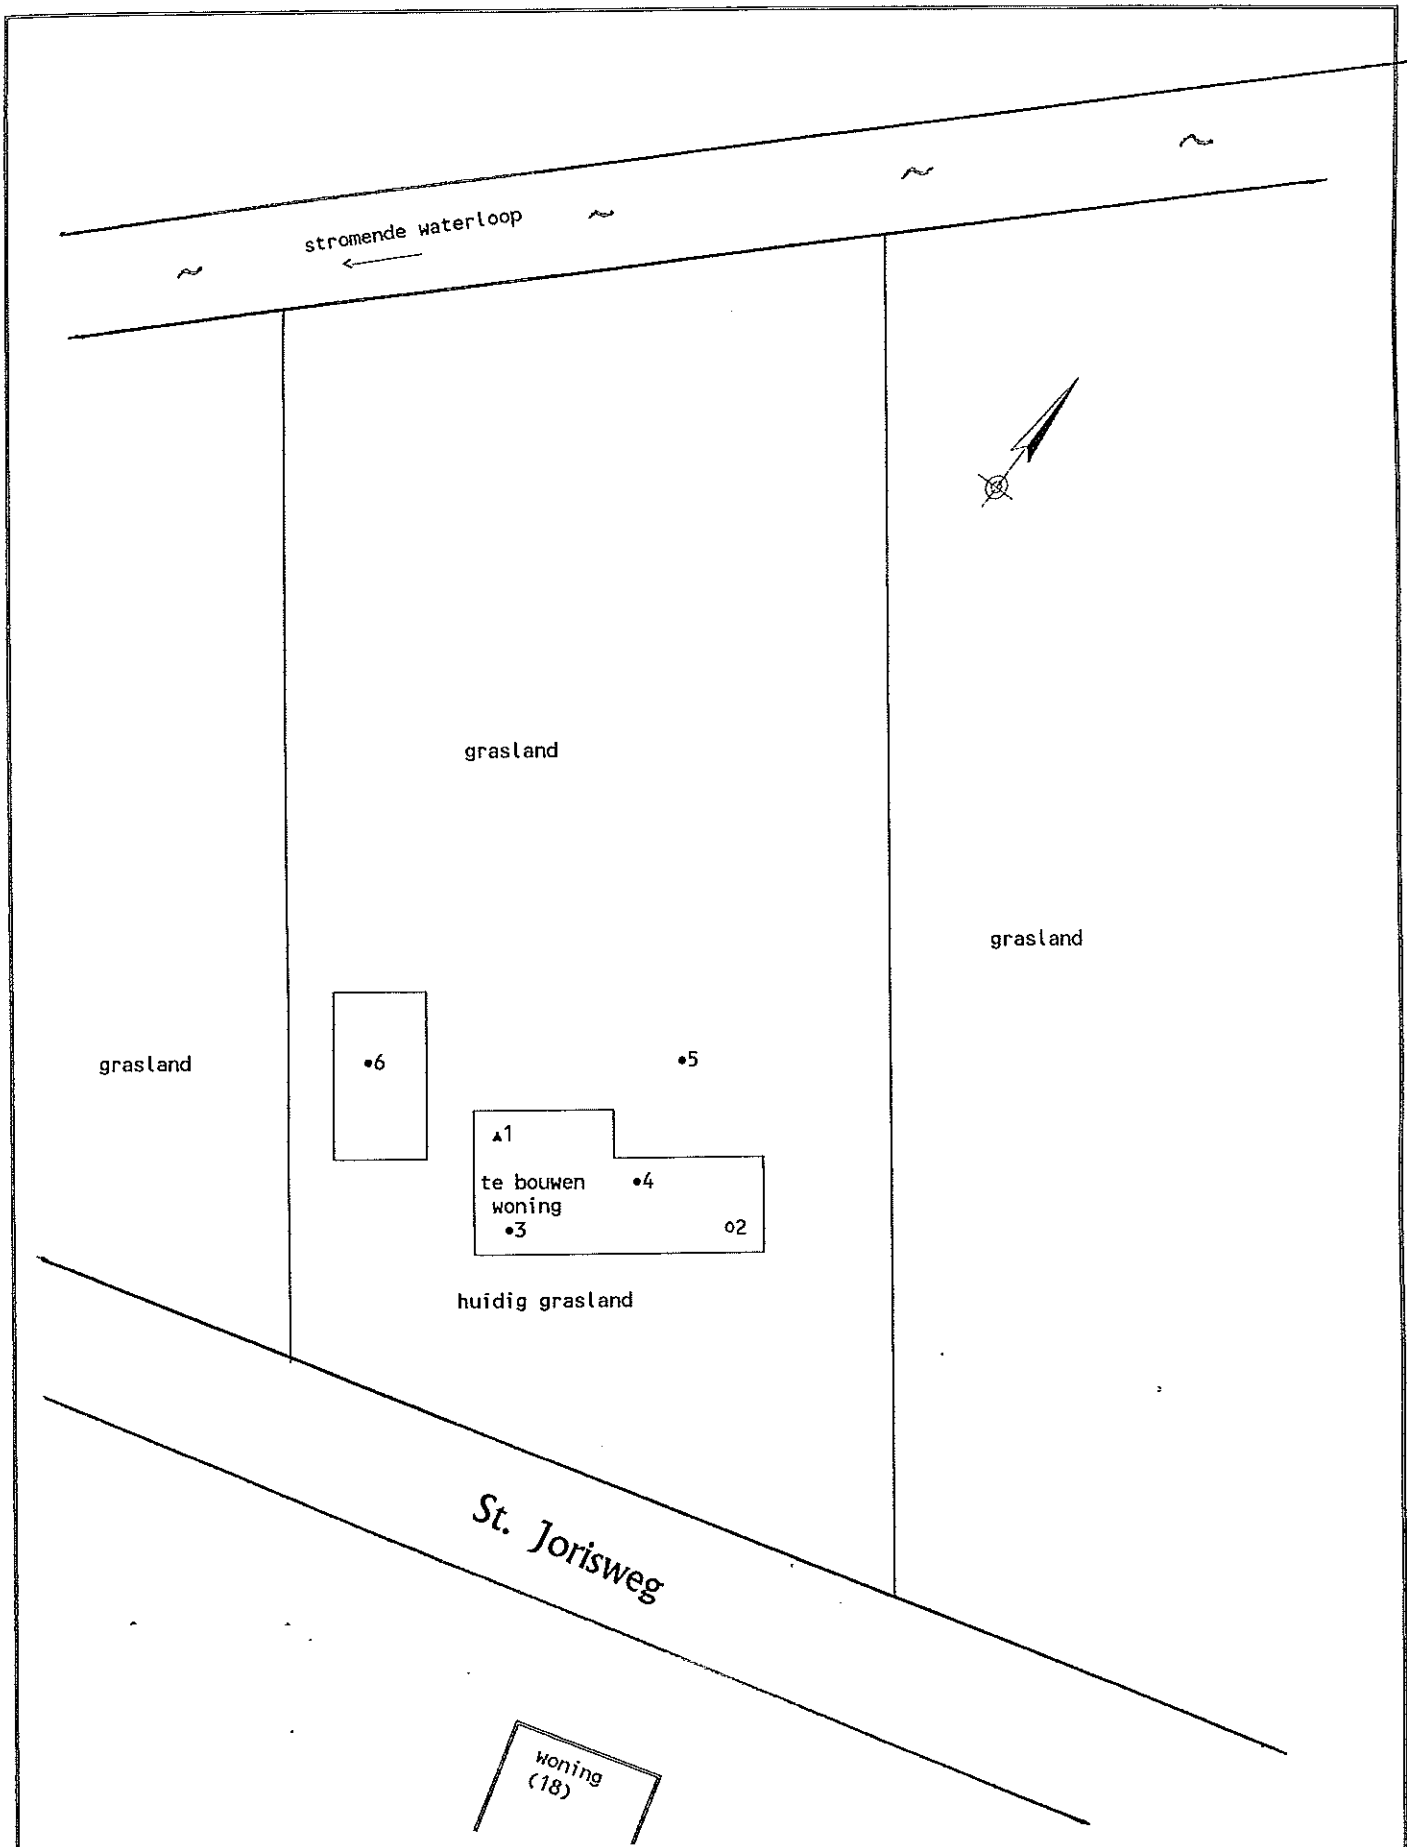 stromende waterloop
grasland
grasland
grasland
6
5
1
te bouwen
woning
4
3
2
huidig grasland
St. Jorisweg
woning
(18)